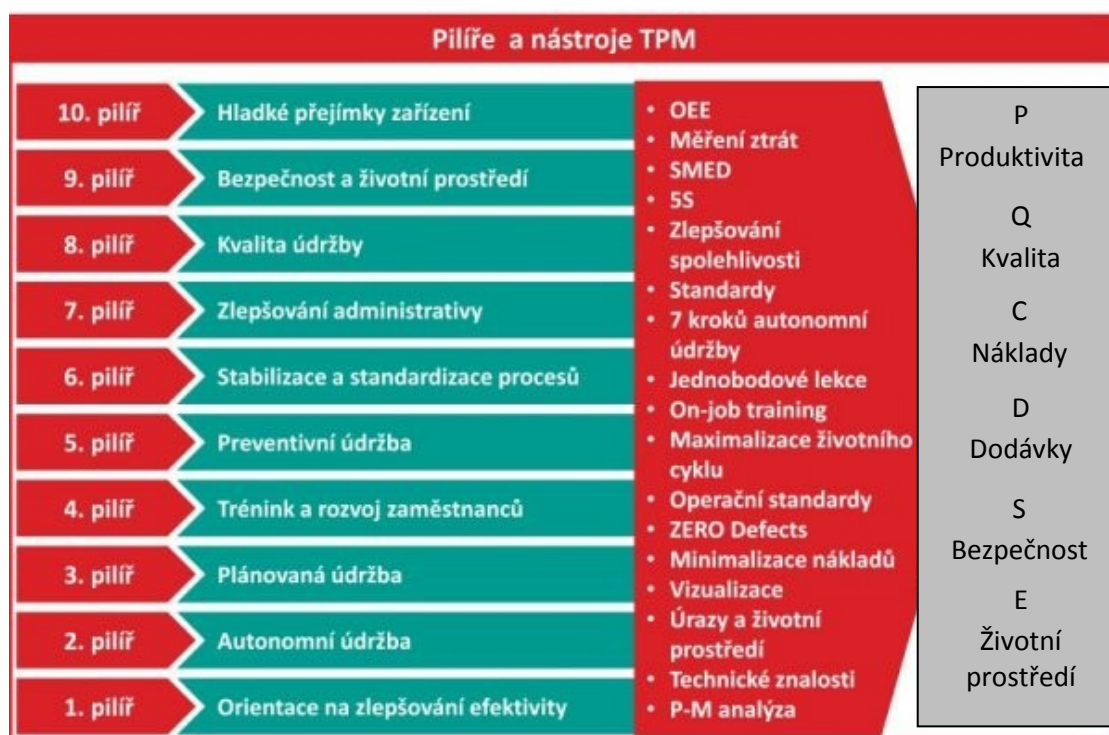 Pilíře a nástroje TPM
10. pilíř
Hladké přejímky zařízení
9. pilíř
Bezpečnost a životní prostředí
8. pilíř
Kvalita údržby
7. pilíř
Zlepšování administrativy
6. pilíř
Stabilizace a standardizace procesů
5. pilíř
Preventivní údržba
4. pilíř
Trénink a rozvoj zaměstnanců
3. pilíř
Plánovaná údržba
2. pilíř
Autonomní údržba
1. pilíř
Orientace na zlepšování efektivity
• OEE
• Měření ztrát
• SMED
• 5S
• Zlepšování
spolehlivosti
• Standardy
• 7 kroků autonomní
údržby
• Jednobodové lekce
• On-job training
• Maximalizace životního
cyklu
• Operační standardy
• ZERO Defects
• Minimalizace nákladů
• Vizualizace
• Úrazy a životní
prostředí
• Technické znalosti
• P-M analýza
P
Produktivita
Q
Kvalita
C
Náklady
D
Dodávky
S
Bezpečnost
E
Životní
prostředí